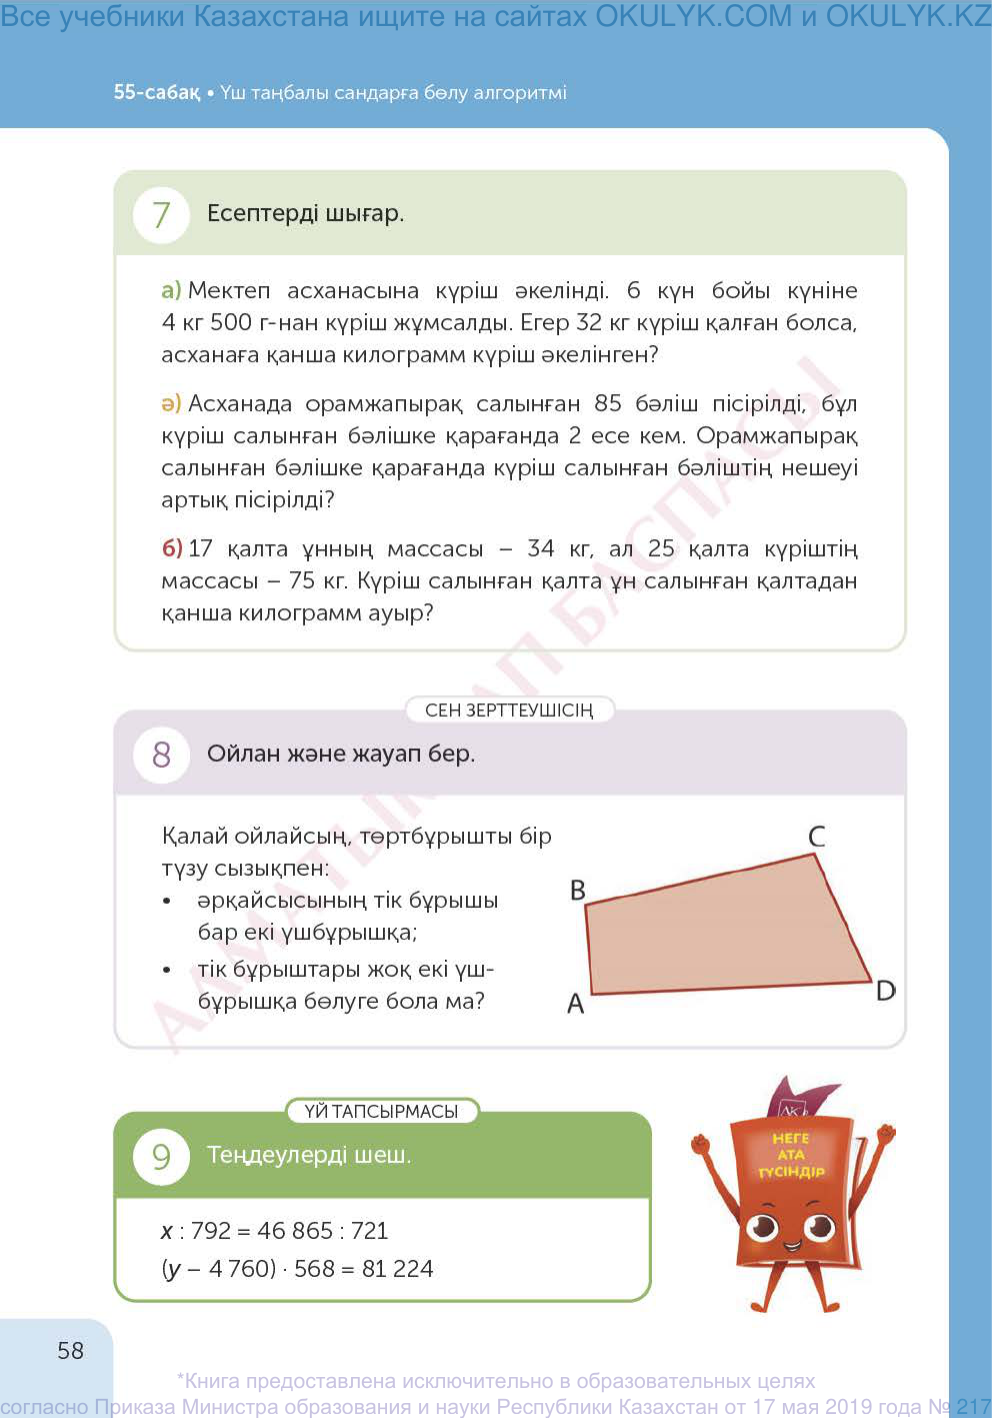 Все учебники Казахстана ищите на сайтах OKULYK.COM и OKULYK.KZ
55-сабақ • Үш таңбалы сандарға бөлу алгоритмі
7 Есептерді шығар.
а) Мектеп асханасына күріш әкелінді. 6 күн бойы күніне
4 кг 500 г-нан күріш жұмсалды. Егер 32 кг күріш қалған болса,
асханаға қанша килограмм күріш әкелінген?
ә) Асханада орамжапырақ салынған 85 бәліш пісірілді, бұл
күріш салынған бәлішке қарағанда 2 есе кем. Орамжапырақ
салынған бәлішке қарағанда күріш салынған бәліштің нешеуі
артық пісірілді?
б) 17 қалта ұнның массасы – 34 кг, ал 25 қалта күріштің
массасы – 75 кг. Күріш салынған қалта ұн салынған қалтадан
қанша килограмм ауыр?
СЕН ЗЕРТТЕУШІСІҢ
8 Ойлан және жауап бер.
Қалай ойлайсың, төртбұрышты бір
түзу сызықпен:
• әрқайсысының тік бұрышы
бар екі үшбұрышқа;
• тік бұрыштары жоқ екі үш-
бұрышқа бөлуге бола ма?
C
B
A
D
ҮЙ ТАПСЫРМАСЫ
9 Теңдеулерді шеш.
x : 792 = 46 865 : 721
(y – 4 760) · 568 = 81 224
АК
НЕГЕ
АТА
ТҮСІНДІР
58
АЛМАТЫКІТАП БАСПАСЫ
*Книга предоставлена исключительно в образовательных целях
согласно Приказа Министра образования и науки Республики Казахстан от 17 мая 2019 года № 217